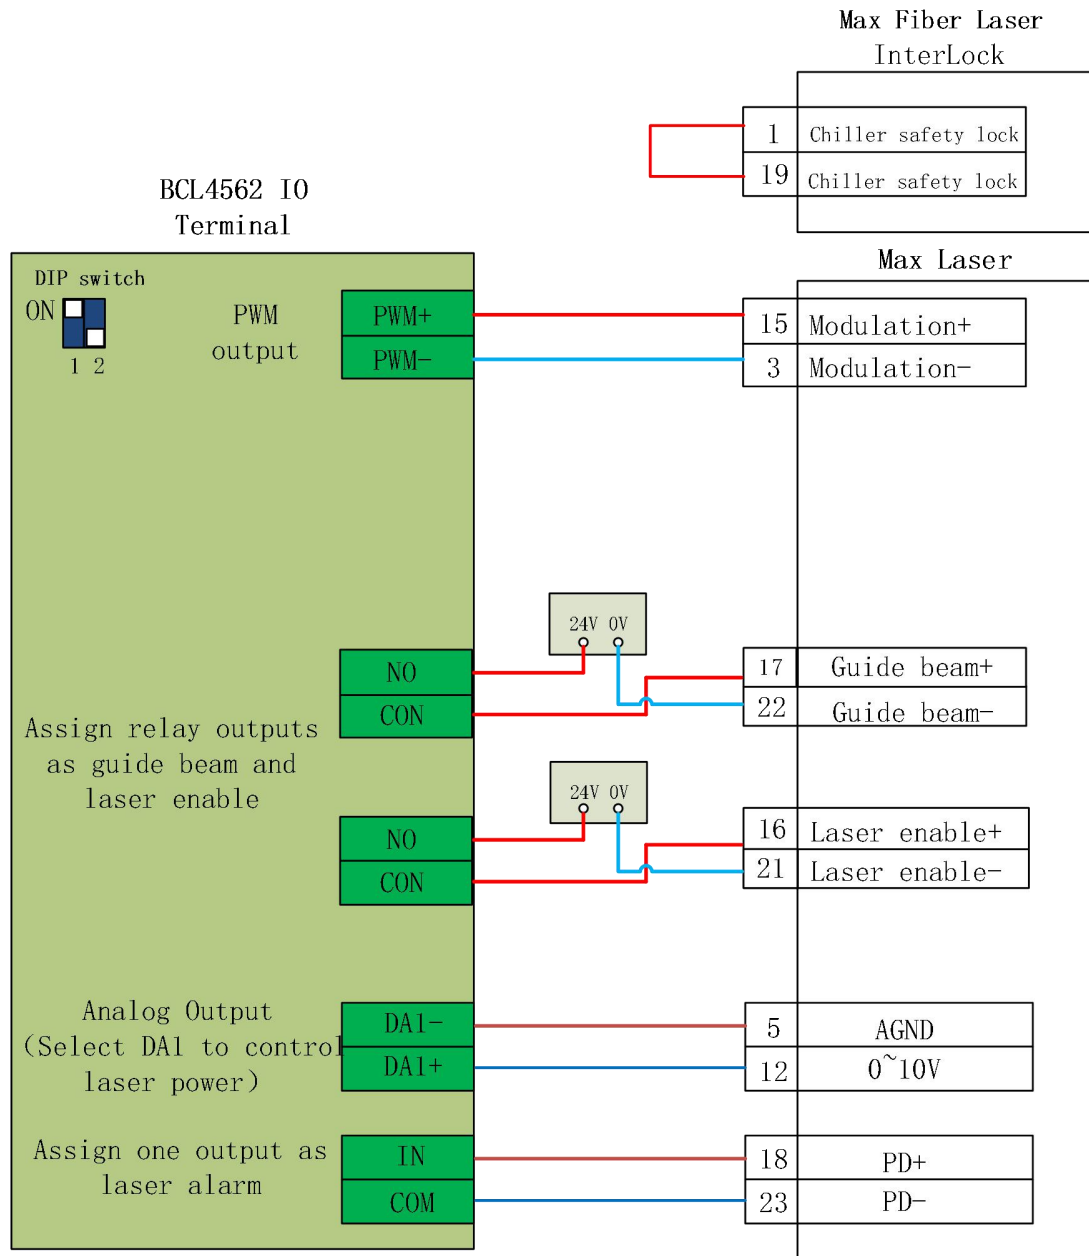 Max Fiber Laser
InterLock
1 Chiller safety lock
19 Chiller safety lock
BCL4562 IO
Terminal
Max Laser
DIP switch
ON
1 2
PWM
output
PWM+
PWM-
15 Modulation+
3 Modulation-
24V 0V
NO
CON
17 Guide beam+
22 Guide beam-
Assign relay outputs
as guide beam and
laser enable
24V 0V
NO
CON
16 Laser enable+
21 Laser enable-
Analog Output
(Select DA1 to control
laser power)
DA1-
DA1+
5 AGND
12 0~10V
Assign one output as
laser alarm
IN
COM
18 PD+
23 PD-